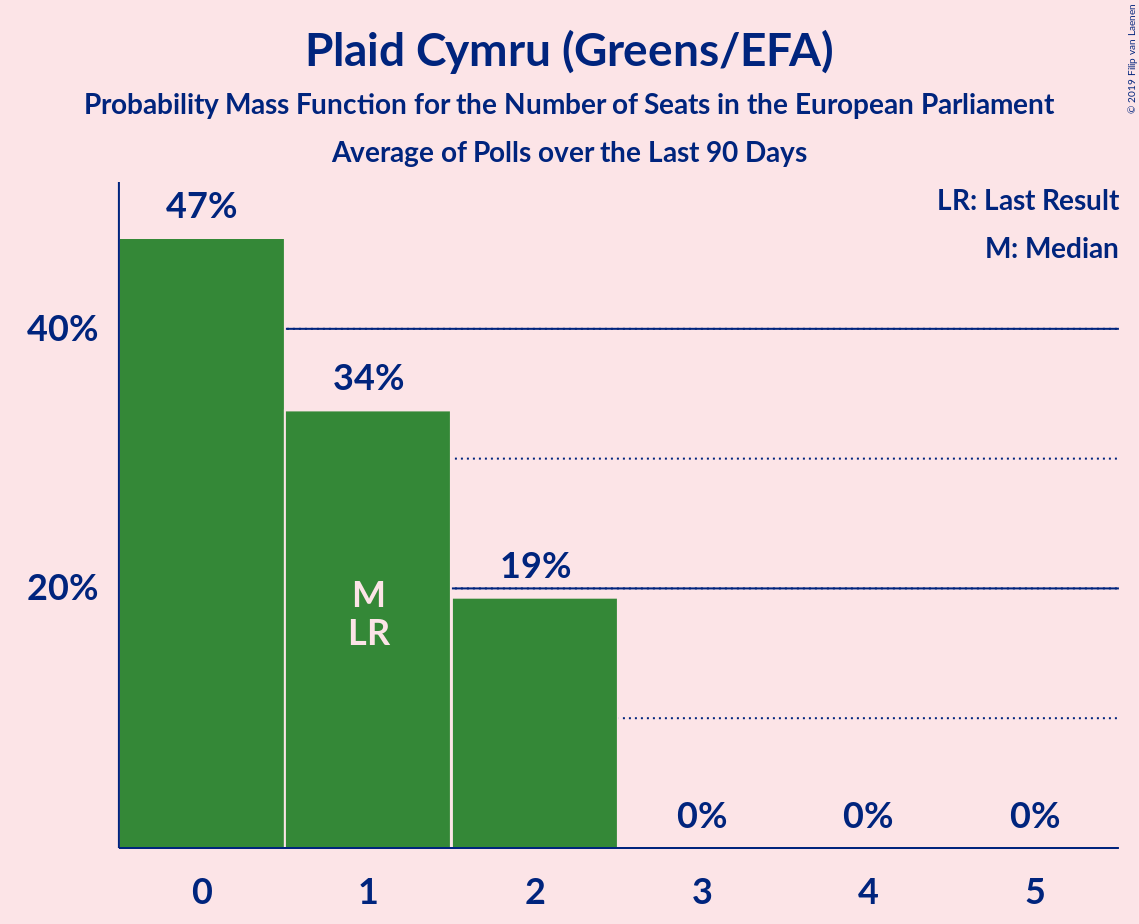 Plaid Cymru (Greens/EFA)
Probability Mass Function for the Number of Seats in the European Parliament
Average of Polls over the Last 90 Days
© 2019 Filip van Laenen
LR: Last Result
M: Median
47%
40%
34%
20%
19%
M
LR
0%
0%
0%
0
1
2
3
4
5